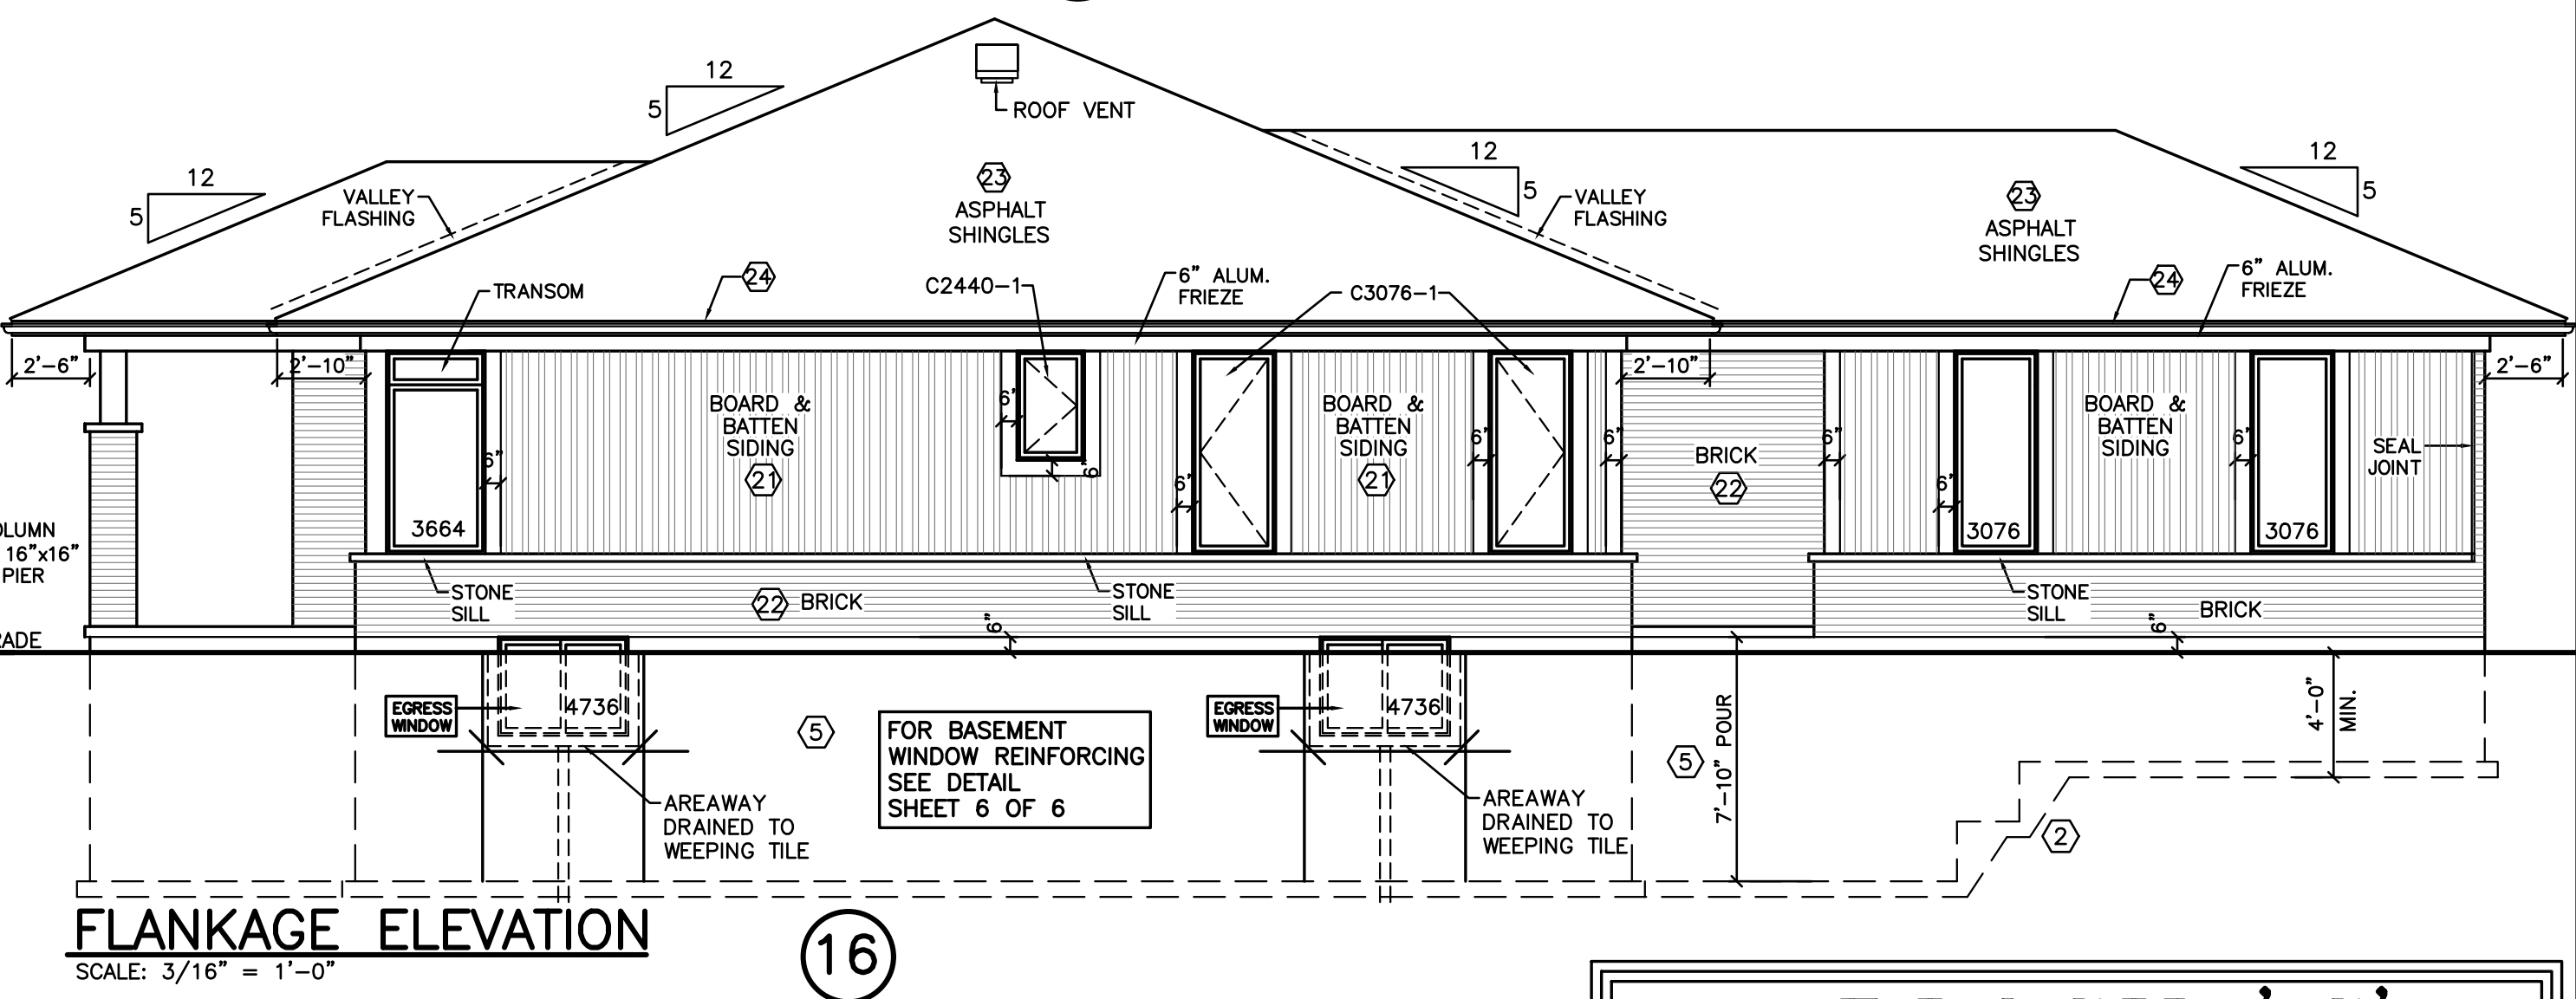 12
5
ROOF VENT
12
5
VALLEY
FLASHING
23
ASPHALT
SHINGLES
12
5
VALLEY
FLASHING
23
ASPHALT
SHINGLES
12
5
TRANSOM
24
C2440-1
6" ALUM.
FRIEZE
C3076-1
24
6" ALUM.
FRIEZE
2'-6"
2'-10"
2'-10"
2'-6"
3664
6"
BOARD &
BATTEN
SIDING
21
6"
6"
6"
BOARD &
BATTEN
SIDING
21
6"
6"
BRICK
22
6"
6"
3076
BOARD &
BATTEN
SIDING
6"
3076
SEAL
JOINT
16"x16"
PIER
STONE
SILL
22 BRICK
6"
STONE
SILL
STONE
SILL
6"
BRICK
EGRESS
WINDOW
4736
5
FOR BASEMENT
WINDOW REINFORCING
SEE DETAIL
SHEET 6 OF 6
EGRESS
WINDOW
4736
5
7'-10" POUR
4'-0"
MIN.
2
AREAWAY
DRAINED TO
WEEPING TILE
AREAWAY
DRAINED TO
WEEPING TILE
FLANKAGE ELEVATION
SCALE: 3/16" = 1'-0"
16